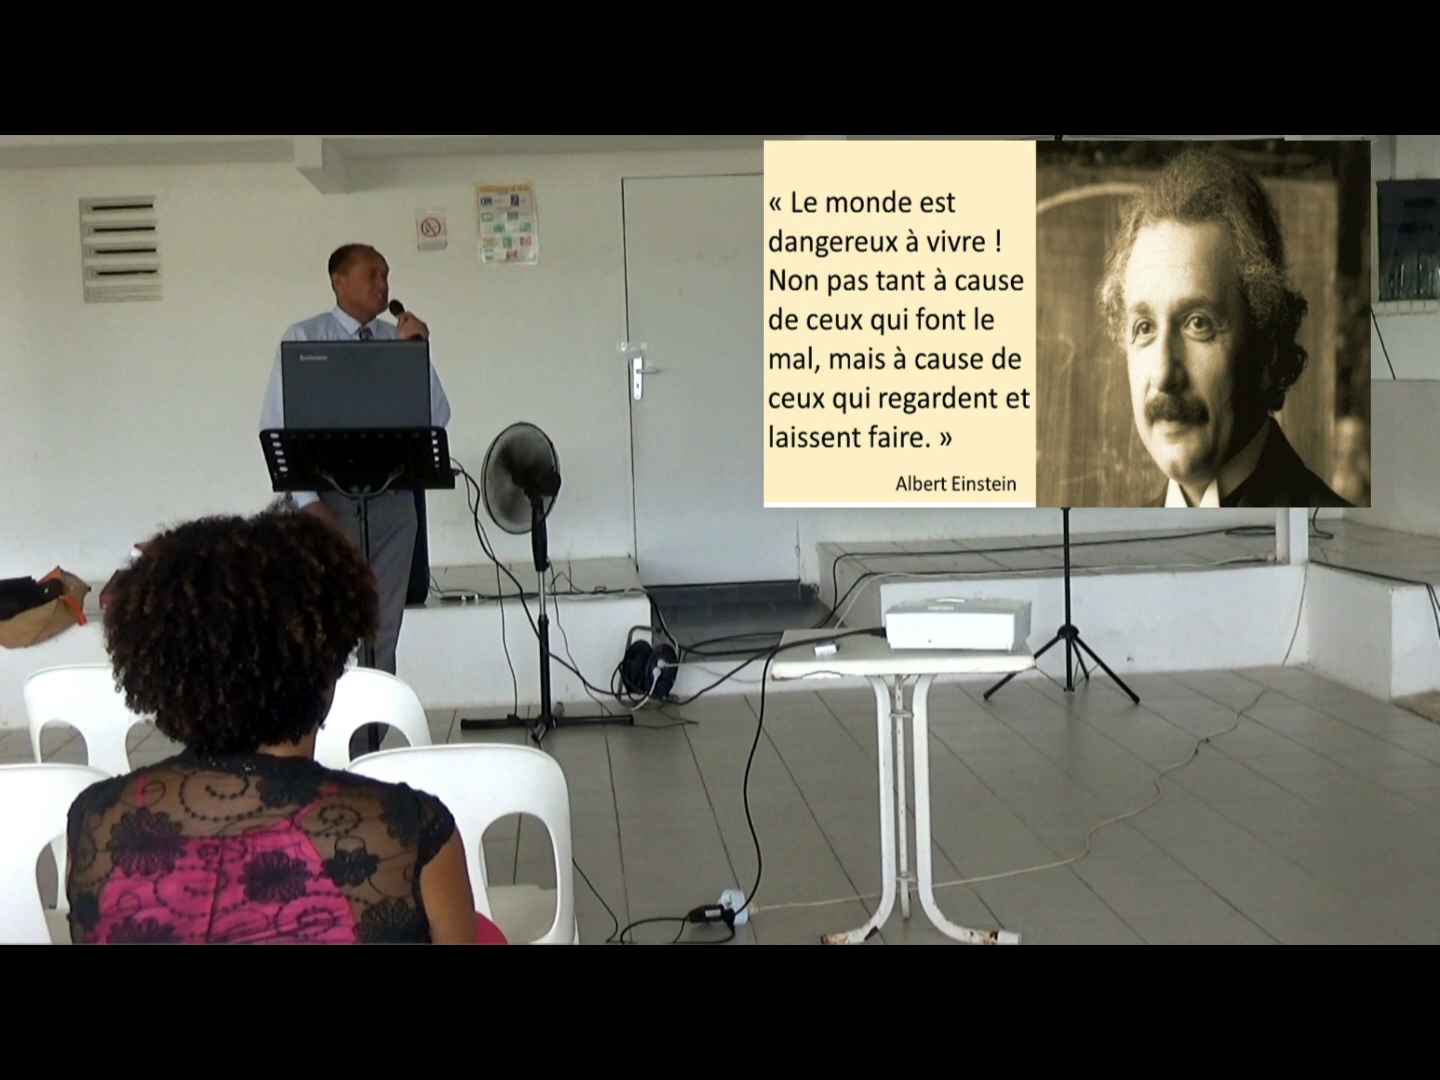 « Le monde est
dangereux à vivre !
Non pas tant à cause
de ceux qui font le
mal, mais à cause de
ceux qui regardent et
laissent faire. »
Albert Einstein